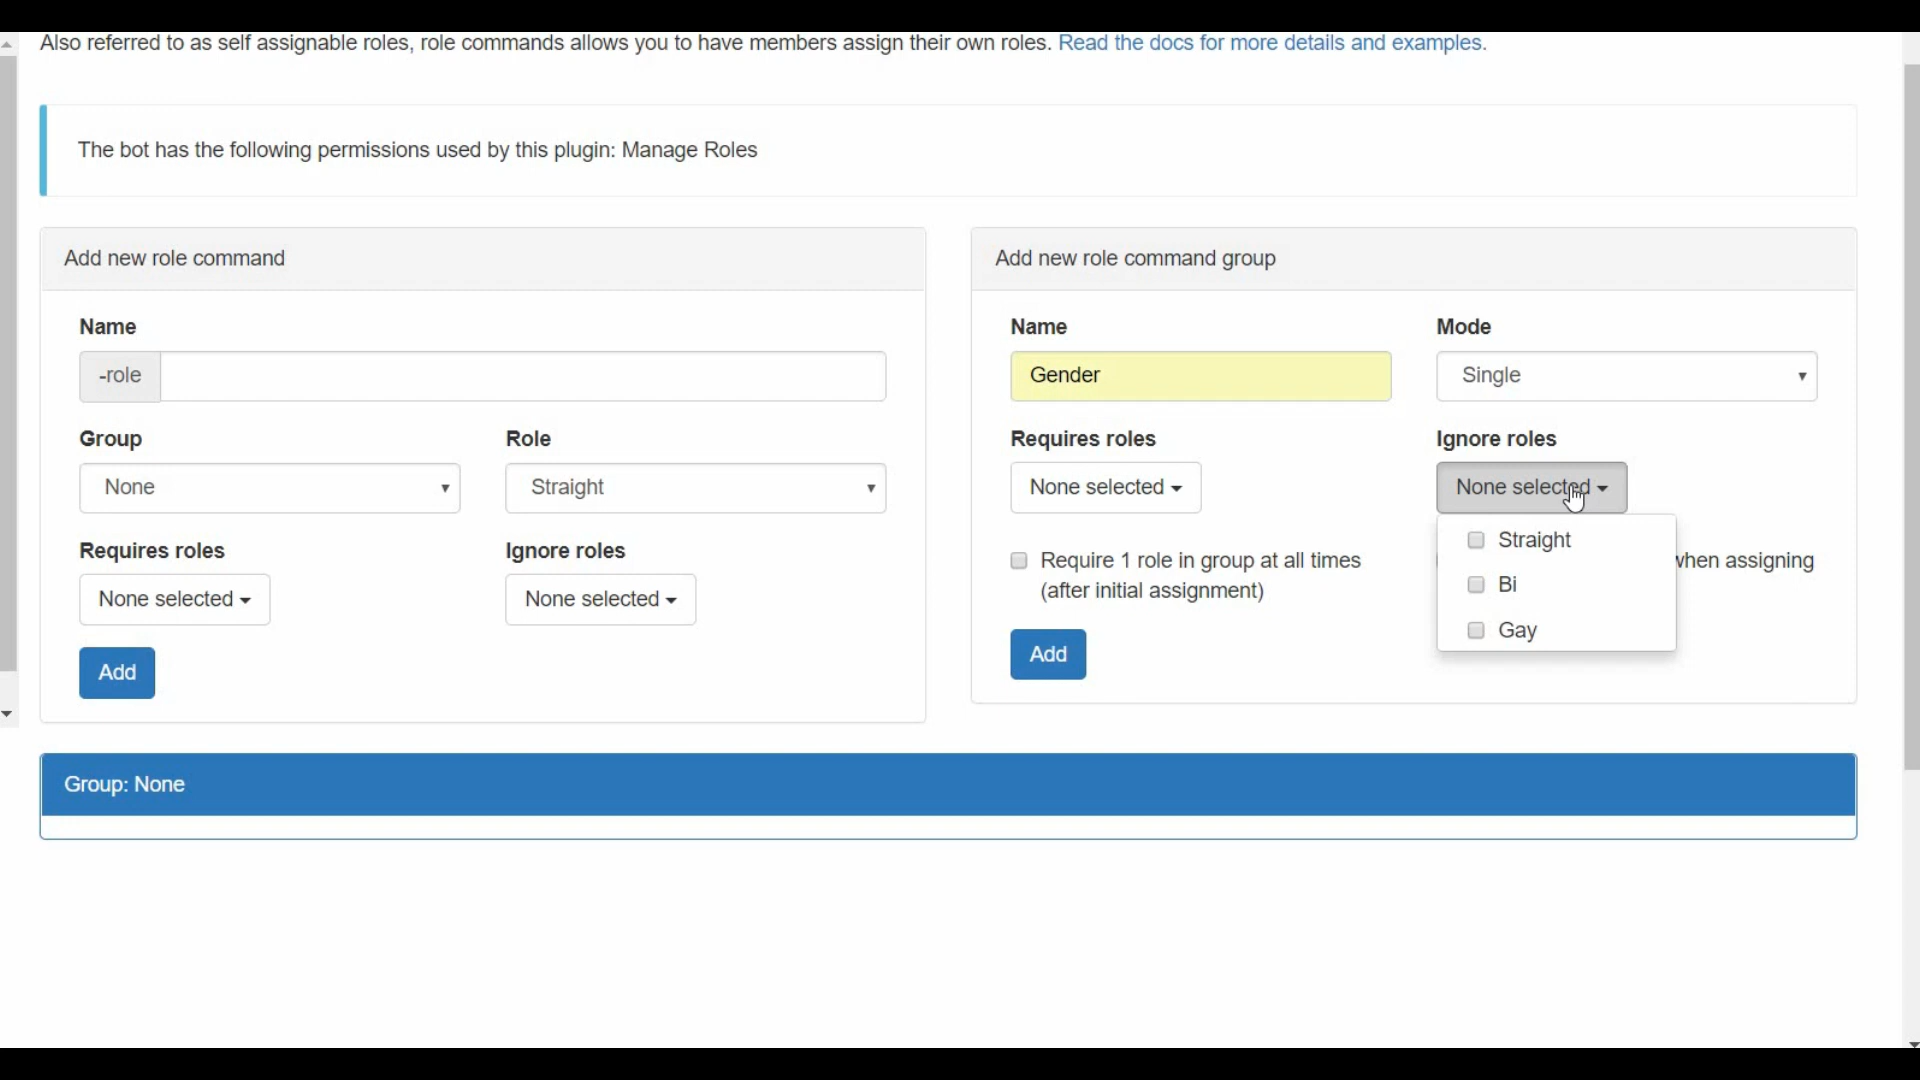 Also referred to as self assignable roles, role commands allows you to have members assign their own roles. Read the docs for more details and examples.
The bot has the following permissions used by this plugin: Manage Roles
Add new role command
Name
-role
Group
Role
None
Straight
Requires roles
Ignore roles
None selected
None selected
Add
Add new role command group
Name
Mode
Gender
Single
Requires roles
Ignore roles
None selected
None selected
Straight
Bi
Gay
Require 1 role in group at all times
(after initial assignment)
when assigning
Add
Group: None